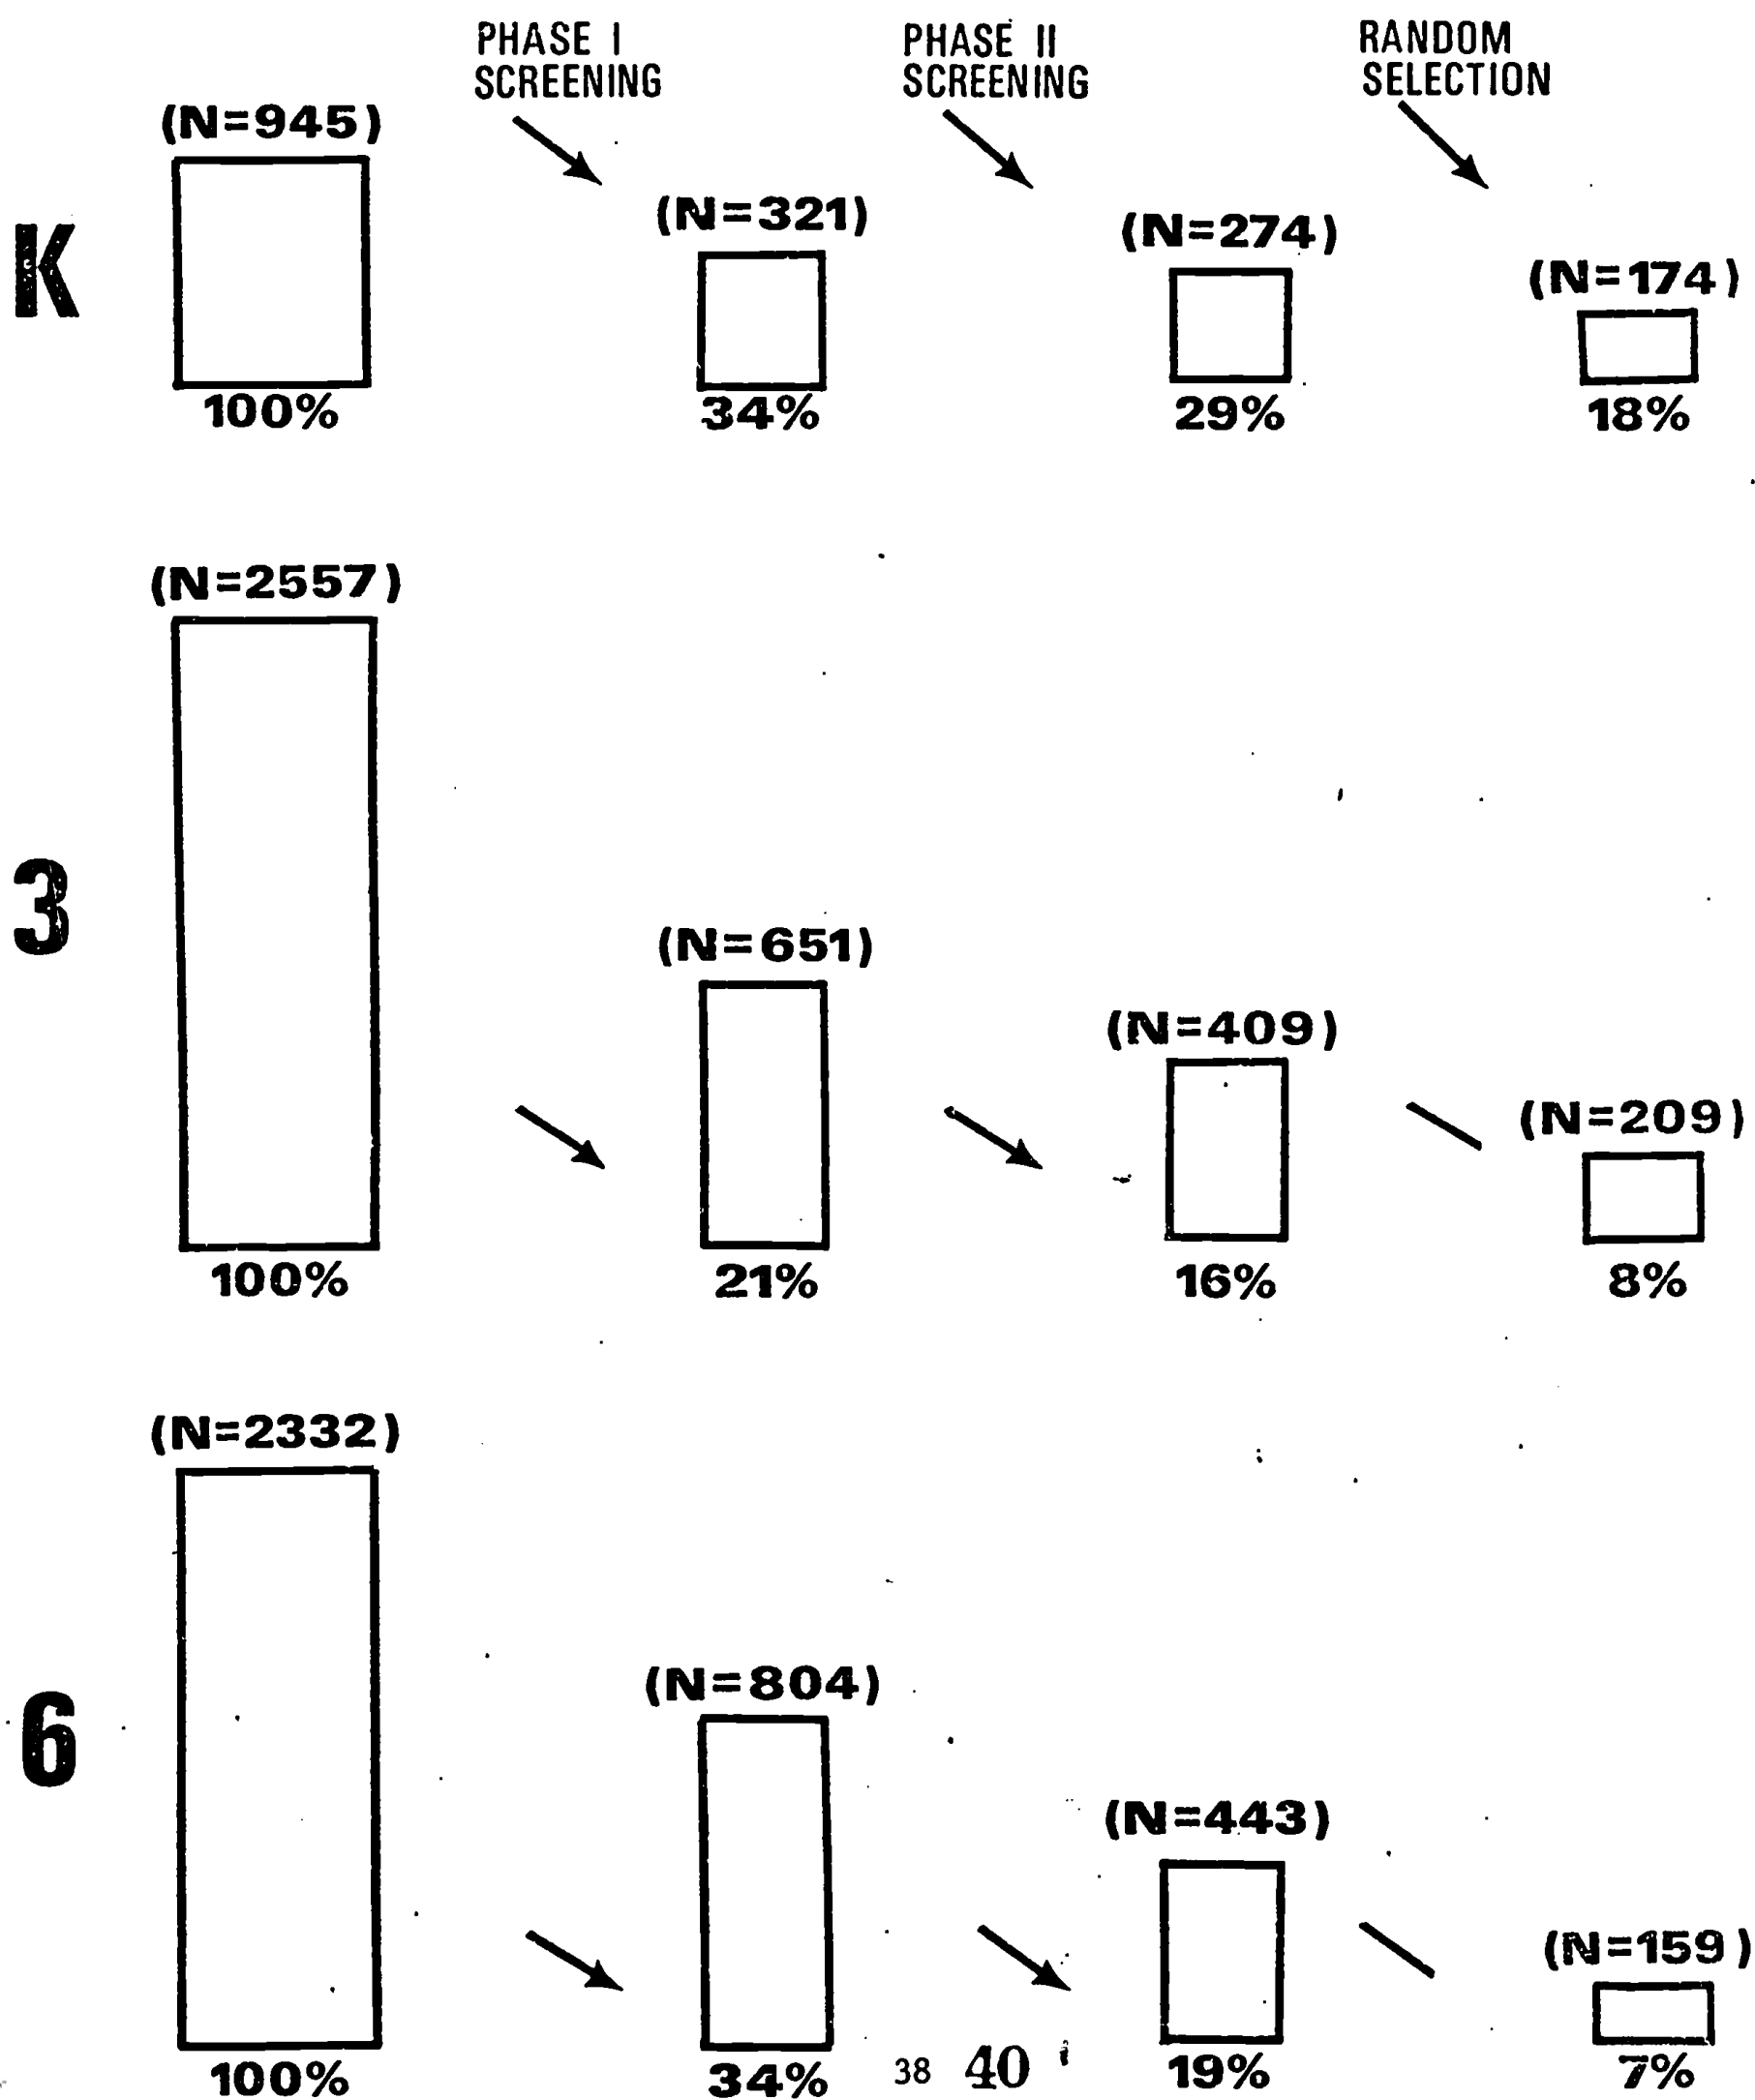 PHASE I
SCREENING
PHASE II
SCREENING
RANDOM
SELECTION
K
(N=945)
(N=321)
(N=274)
(N=174)
100%
34%
29%
18%
3
(N=2557)
(N=651)
(N=409)
(N=209)
100%
21%
16%
8%
6
(N=2332)
(N=804)
(N=443)
(N=159)
100%
34%
19%
7%
38 40